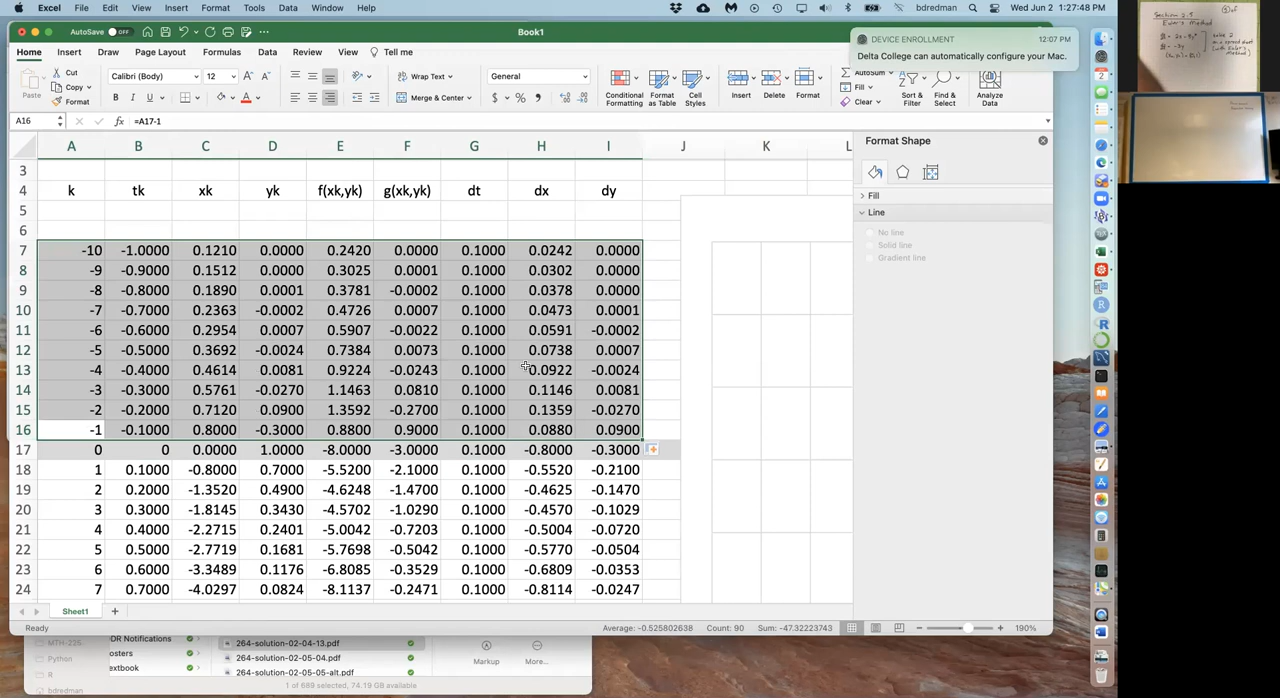 Excel File Edit View Insert Format Tools Data Window Help bdredman Wed Jun 2 1:27:48 PM
AutoSave OFF Book1
DEVICE ENROLLMENT 12:07 PM
Delta College can automatically configure your Mac.
Home Insert Draw Page Layout Formulas Data Review View Tell me
Paste Cut Copy Format
Calibri (Body) 12 Wrap Text Merge & Center General
Conditional Formatting Format as Table Cell Styles Insert Delete Format AutoSum Fill Clear Sort & Filter Find & Select Analyze Data
A16 fx =A17-1
A B C D E F G H I J K L
3
4 k tk xk yk f(xk,yk) g(xk,yk) dt dx dy
5
6
7 -10 -1.0000 0.1210 0.0000 0.2420 0.0000 0.1000 0.0242 0.0000
8 -9 -0.9000 0.1512 0.0000 0.3025 0.0001 0.1000 0.0302 0.0000
9 -8 -0.8000 0.1890 0.0001 0.3781 -0.0002 0.1000 0.0378 0.0000
10 -7 -0.7000 0.2363 -0.0002 0.4726 0.0007 0.1000 0.0473 0.0001
11 -6 -0.6000 0.2954 0.0007 0.5907 -0.0022 0.1000 0.0591 -0.0002
12 -5 -0.5000 0.3692 -0.0024 0.7384 0.0073 0.1000 0.0738 0.0007
13 -4 -0.4000 0.4614 0.0081 0.9224 -0.0243 0.1000 0.0922 -0.0024
14 -3 -0.3000 0.5761 -0.0270 1.1463 0.0810 0.1000 0.1146 0.0081
15 -2 -0.2000 0.7120 0.0900 1.3592 -0.2700 0.1000 0.1359 -0.0270
16 -1 -0.1000 0.8000 -0.3000 0.8800 0.9000 0.1000 0.0880 0.0900
17 0 0 0.0000 1.0000 -8.0000 -3.0000 0.1000 -0.8000 -0.3000
18 1 0.1000 -0.8000 0.7000 -5.5200 -2.1000 0.1000 -0.5520 -0.2100
19 2 0.2000 -1.3520 0.4900 -4.6248 -1.4700 0.1000 -0.4625 -0.1470
20 3 0.3000 -1.8145 0.3430 -4.5702 -1.0290 0.1000 -0.4570 -0.1029
21 4 0.4000 -2.2715 0.2401 -5.0042 -0.7203 0.1000 -0.5004 -0.0720
22 5 0.5000 -2.7719 0.1681 -5.7698 -0.5042 0.1000 -0.5770 -0.0504
23 6 0.6000 -3.3489 0.1176 -6.8085 -0.3529 0.1000 -0.6809 -0.0353
24 7 0.7000 -4.0297 0.0824 -8.1137 -0.2471 0.1000 -0.8114 -0.0247
Format Shape
Fill
Line
No line
Solid line
Gradient line
Sheet1
Ready Average: -0.525802638 Count: 90 Sum: -47.32223743 190%
MTH-225
Python
R
bdredman
DR Notifications
osters
extbook
264-solution-02-04-13.pdf
264-solution-02-05-04.pdf
264-solution-02-05-05-alt.pdf
Markup More...
1 of 689 selected, 74.19 GB available
Section 2.5
Euler's Method